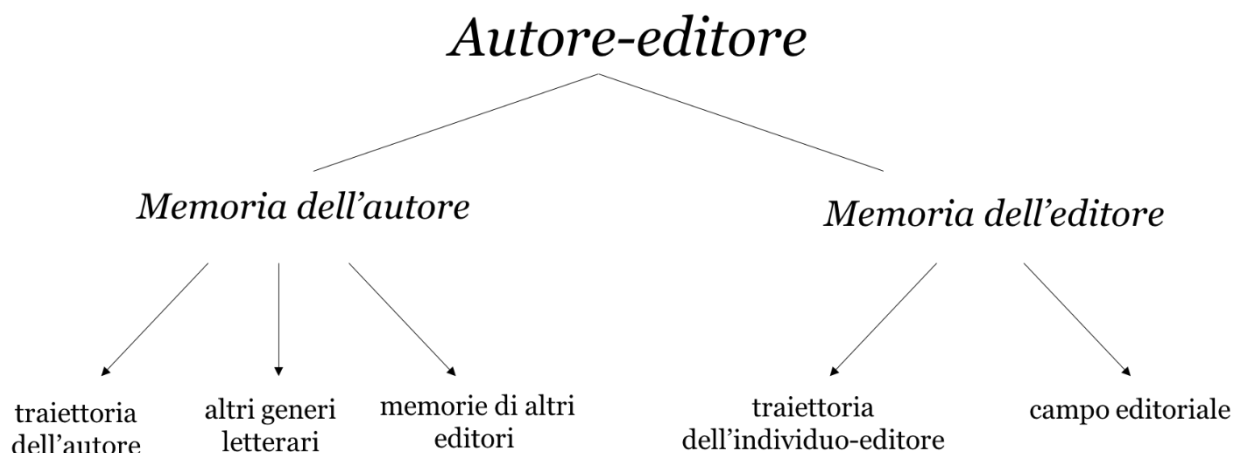 Autore-editore
Memoria dell’autore
Memoria dell’editore
traiettoria
dell’autore
altri generi
letterari
memorie di altri
editori
traiettoria
dell’individuo-editore
campo editoriale